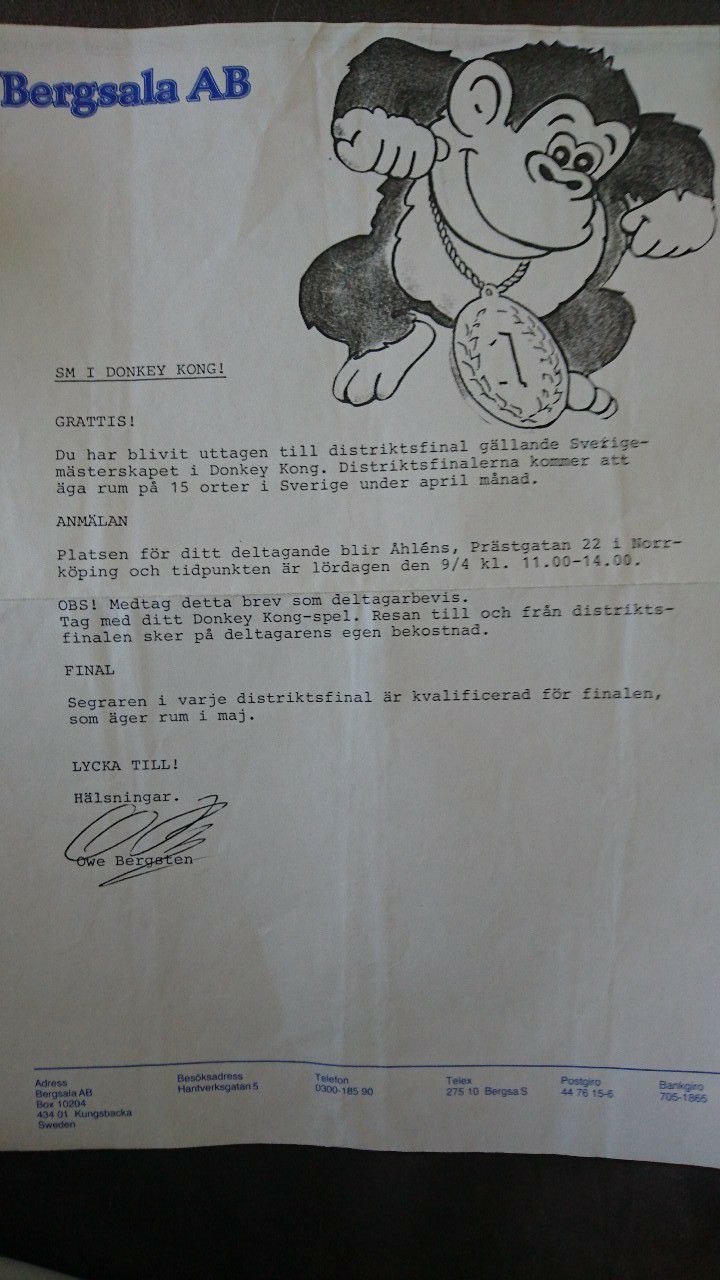 Bergsala AB
SM I DONKEY KONG!
GRATTIS!
Du har blivit uttagen till distriktsfinal gällande Sverige-
mästerskapet i Donkey Kong. Distriktsfinalerna kommer att
äga rum på 15 orter i Sverige under april månad.
ANMÄLAN
Platsen för ditt deltagande blir Åhléns, Prästgatan 22 i Norr-
köping och tidpunkten är lördagen den 9/4 kl. 11.00-14.00.
OBS! Medtag detta brev som deltagarbevis.
Tag med ditt Donkey Kong-spel. Resan till och från distrikts-
finalen sker på deltagarens egen bekostnad.
FINAL
Segraren i varje distriktsfinal är kvalificerad för finalen,
som äger rum i maj.
LYCKA TILL!
Hälsningar.
Owe Bergsten
Adress
Bergsala AB
Box 10204
434 01 Kungsbacka
Sweden
Besöksadress
Hantverksgatan 5
Telefon
0300-185 90
Telex
275 10 Bergsa S
Postgiro
44 76 15-6
Bankgiro
705-1865